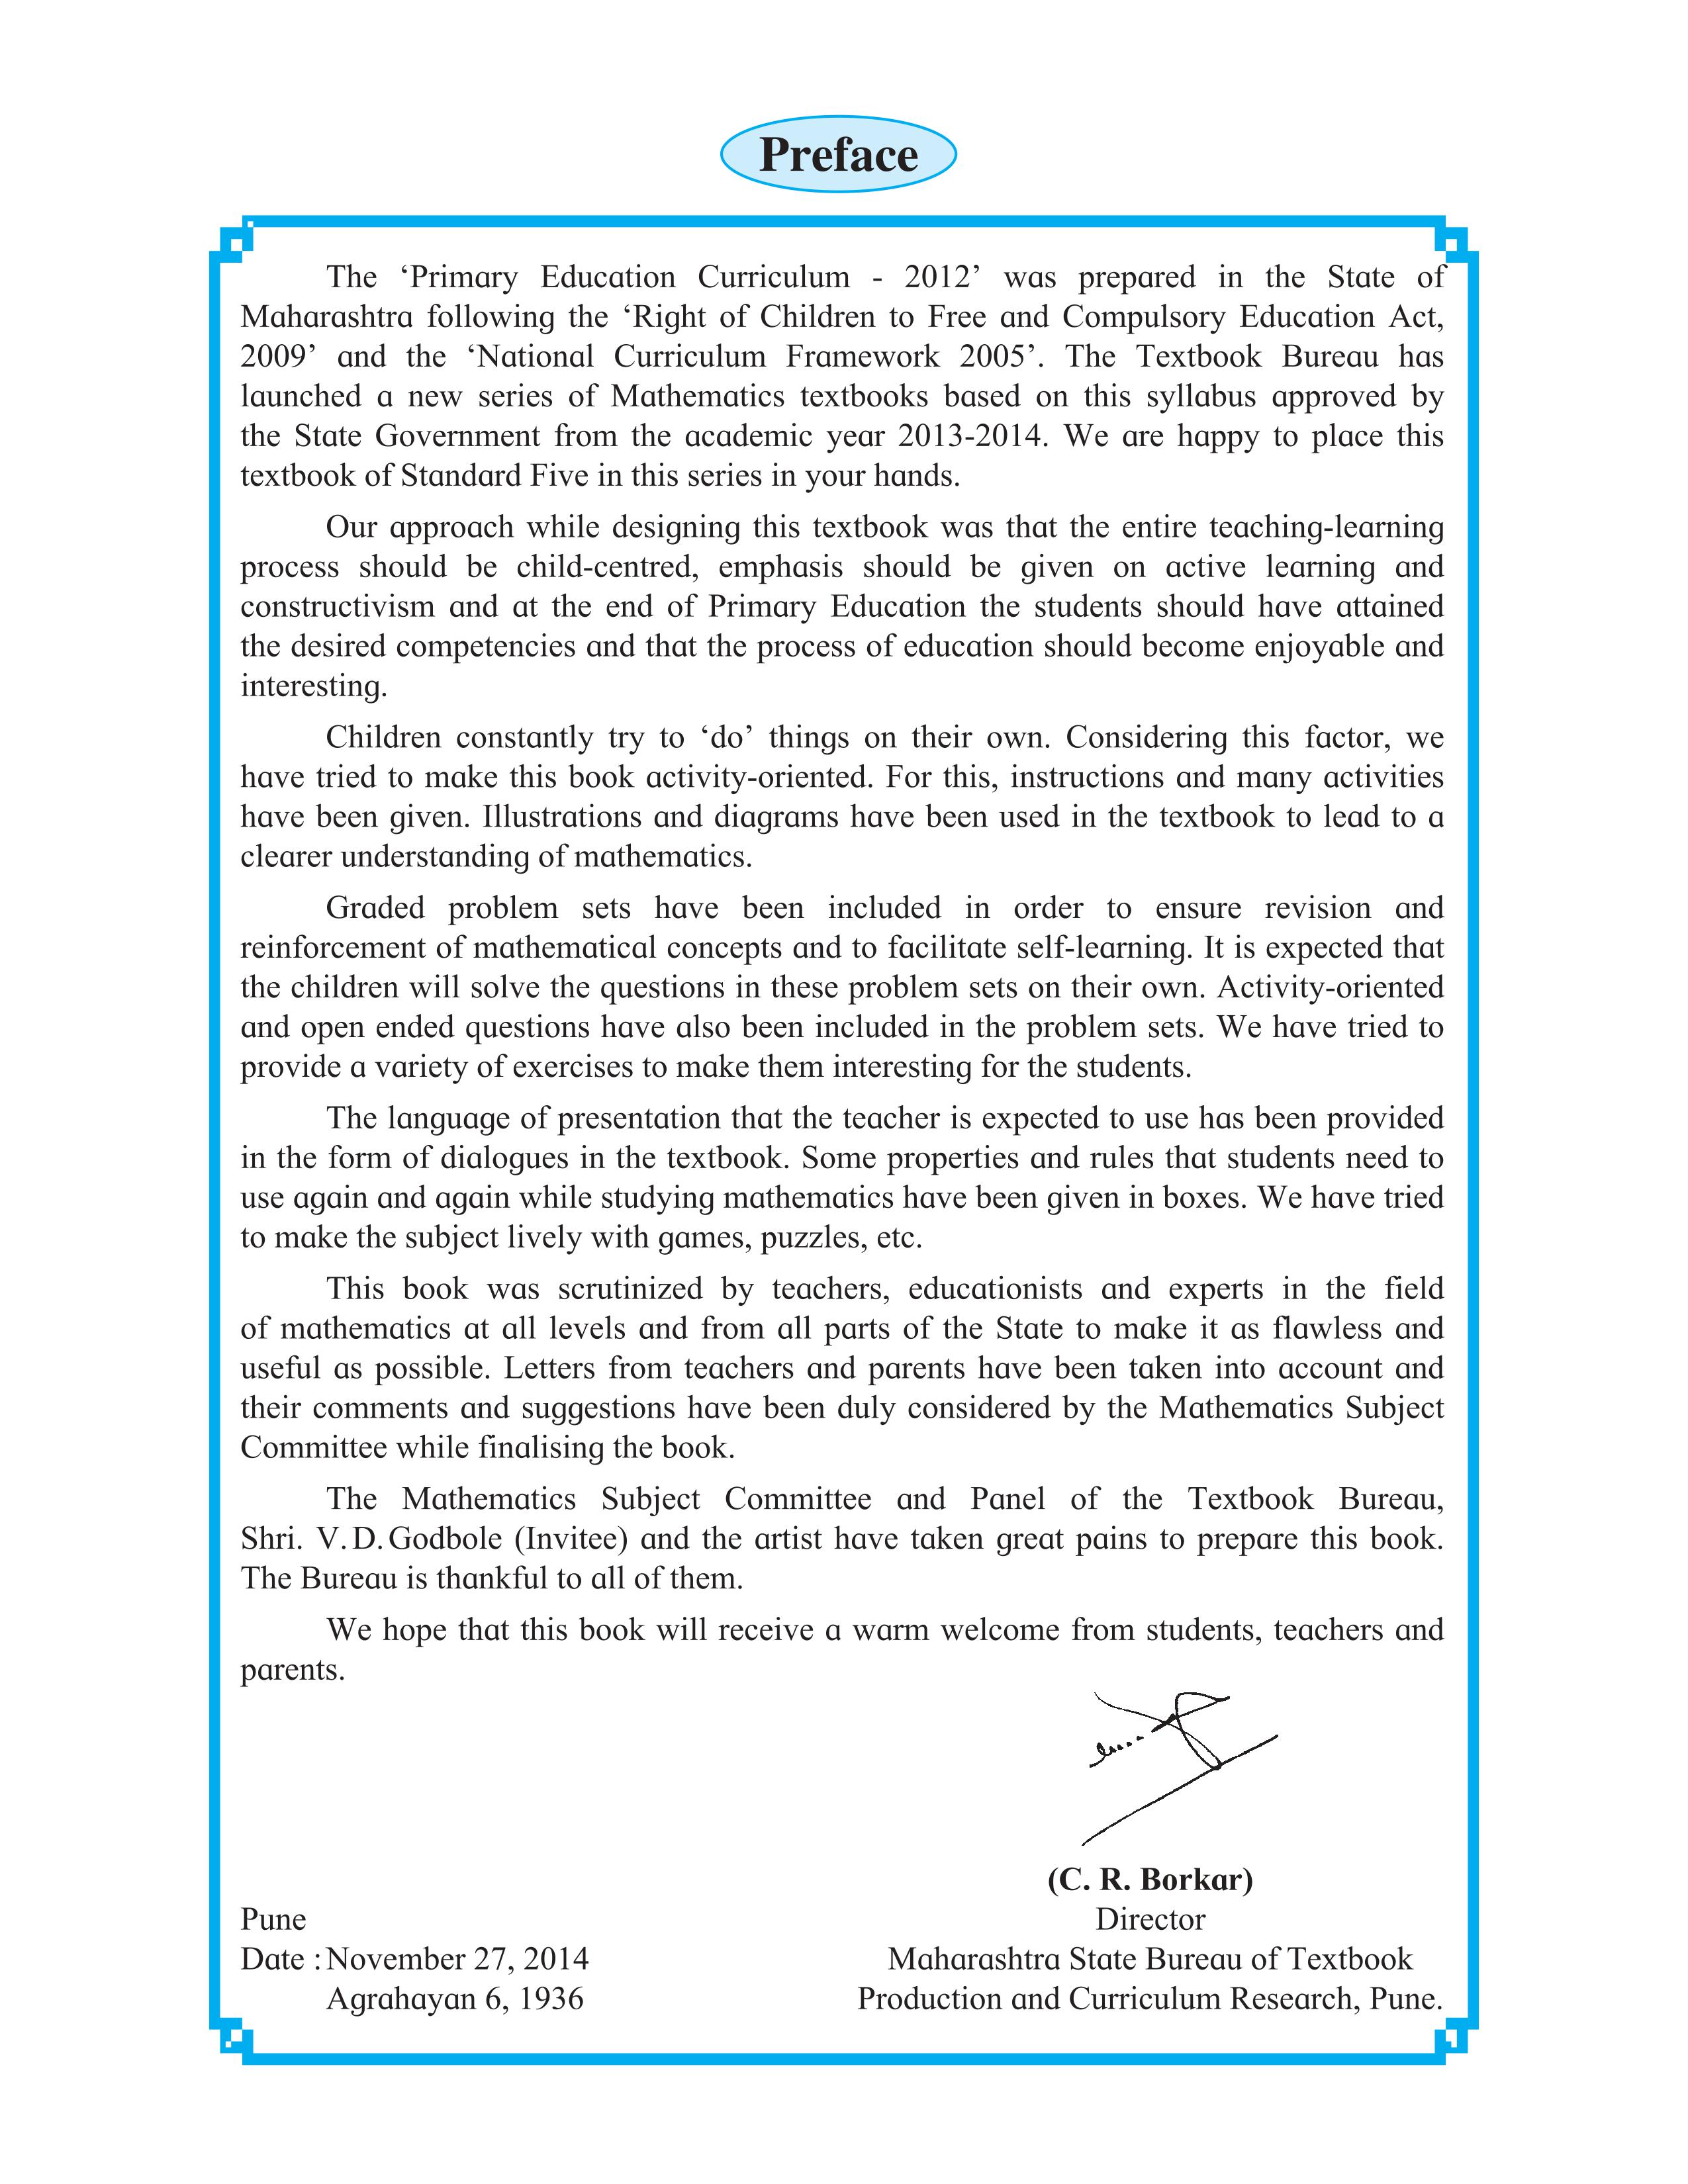 Preface
The ‘Primary Education Curriculum - 2012’ was prepared in the State of
Maharashtra following the ‘Right of Children to Free and Compulsory Education Act,
2009’ and the ‘National Curriculum Framework 2005’. The Textbook Bureau has
launched a new series of Mathematics textbooks based on this syllabus approved by
the State Government from the academic year 2013-2014. We are happy to place this
textbook of Standard Five in this series in your hands.
Our approach while designing this textbook was that the entire teaching-learning
process should be child-centred, emphasis should be given on active learning and
constructivism and at the end of Primary Education the students should have attained
the desired competencies and that the process of education should become enjoyable and
interesting.
Children constantly try to ‘do’ things on their own. Considering this factor, we
have tried to make this book activity-oriented. For this, instructions and many activities
have been given. Illustrations and diagrams have been used in the textbook to lead to a
clearer understanding of mathematics.
Graded problem sets have been included in order to ensure revision and
reinforcement of mathematical concepts and to facilitate self-learning. It is expected that
the children will solve the questions in these problem sets on their own. Activity-oriented
and open ended questions have also been included in the problem sets. We have tried to
provide a variety of exercises to make them interesting for the students.
The language of presentation that the teacher is expected to use has been provided
in the form of dialogues in the textbook. Some properties and rules that students need to
use again and again while studying mathematics have been given in boxes. We have tried
to make the subject lively with games, puzzles, etc.
This book was scrutinized by teachers, educationists and experts in the field
of mathematics at all levels and from all parts of the State to make it as flawless and
useful as possible. Letters from teachers and parents have been taken into account and
their comments and suggestions have been duly considered by the Mathematics Subject
Committee while finalising the book.
The Mathematics Subject Committee and Panel of the Textbook Bureau,
Shri. V. D. Godbole (Invitee) and the artist have taken great pains to prepare this book.
The Bureau is thankful to all of them.
We hope that this book will receive a warm welcome from students, teachers and
parents.
(C. R. Borkar)
Pune
Director
Date : November 27, 2014
Maharashtra State Bureau of Textbook
Agrahayan 6, 1936
Production and Curriculum Research, Pune.